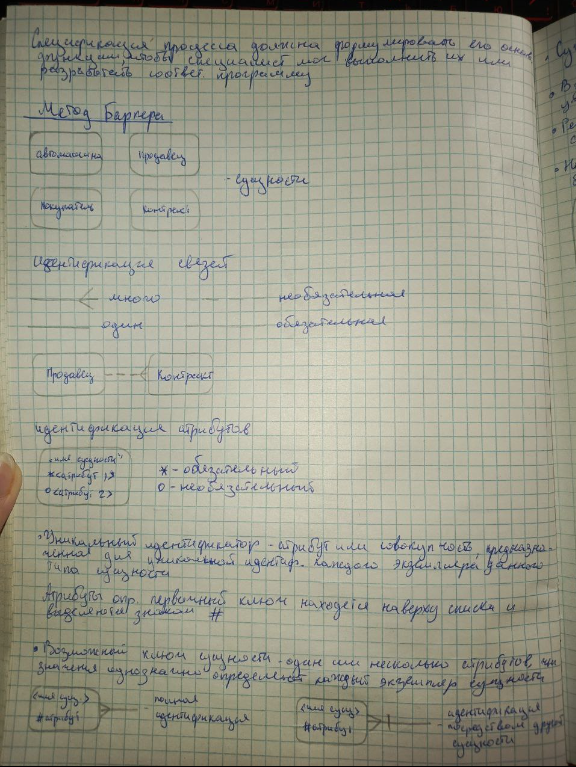 Спецификация процесса должна формулировать его основ.
функции, чтобы специалист мог выполнить их или
разработать соответ программу
Метод Баркера
автомашина Продавец
- сущности
Покупатель Контракт
идентификация связей
много необязательная
один обязательная
Продавец Контракт
идентификация атрибутов
<имя сущности>
*<атрибут 1> * - обязательный
о<атрибут 2> о - необязательный
• Уникальный идентификатор - атрибут или совокупность, предназна-
ченная для уникальной идентиф. каждого экземпляра данного
типа сущности
Атрибуты опр. первичный ключ находятся наверху списка и
выделяются знаком #
• Возможный ключ сущности - один или несколько атрибутов, чьи
значения однозначно определяют каждый экземпляр сущности
<имя сущ.> - полная <имя сущ> - идентификация
#атрибут идентификация #атрибут посредством другой
сущности